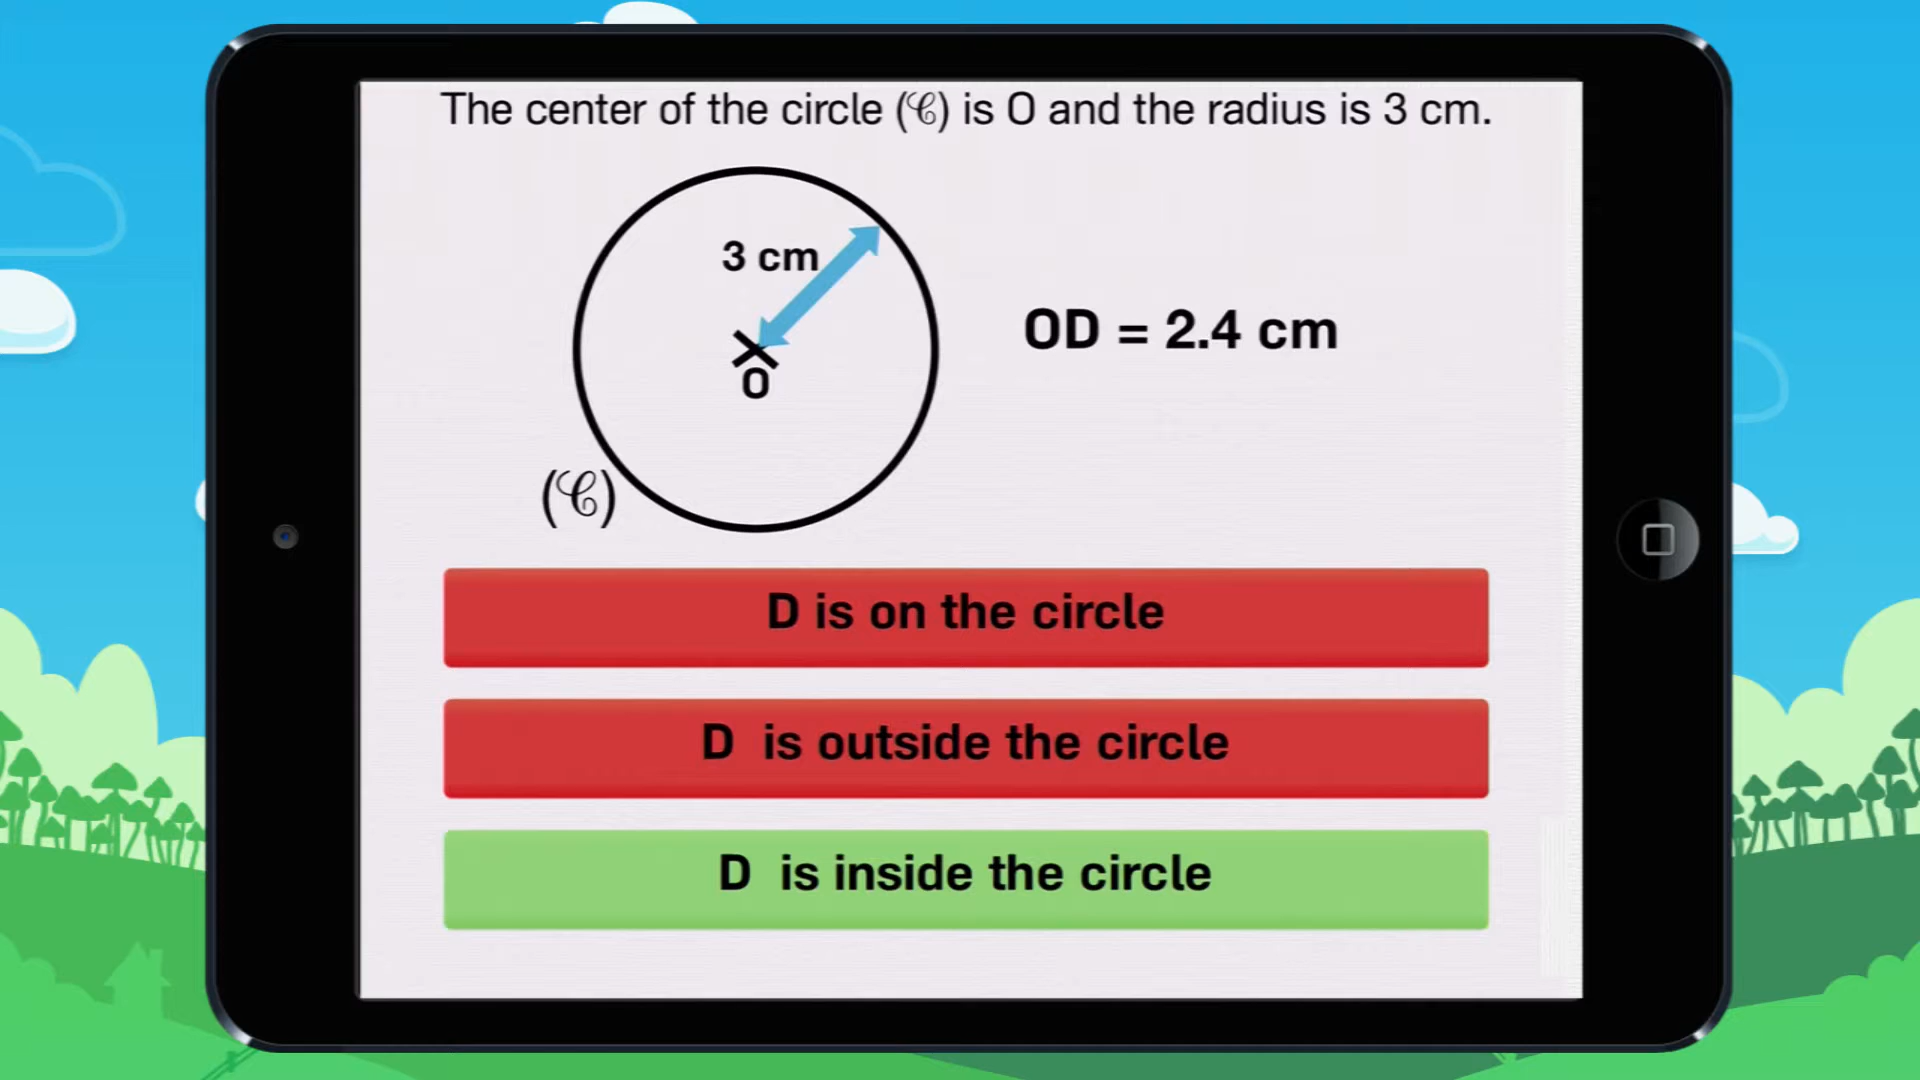 The center of the circle (𝒞) is O and the radius is 3 cm.
3 cm
O
OD = 2.4 cm
(𝒞)
D is on the circle
D is outside the circle
D is inside the circle